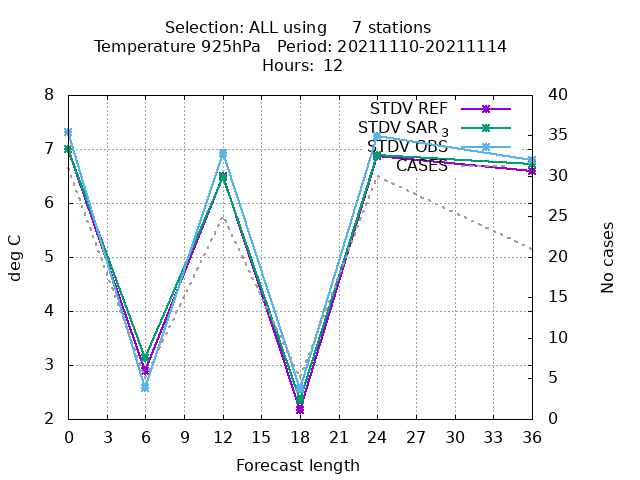 Selection: ALL using 7 stations
Temperature 925hPa Period: 20211110-20211114
Hours: 12
STDV REF
STDV SAR 3
STDV OBS
CASES
8
7
6
5
4
3
2
deg C
40
35
30
25
20
15
10
5
0
No cases
0 3 6 9 12 15 18 21 24 27 30 33 36
Forecast length